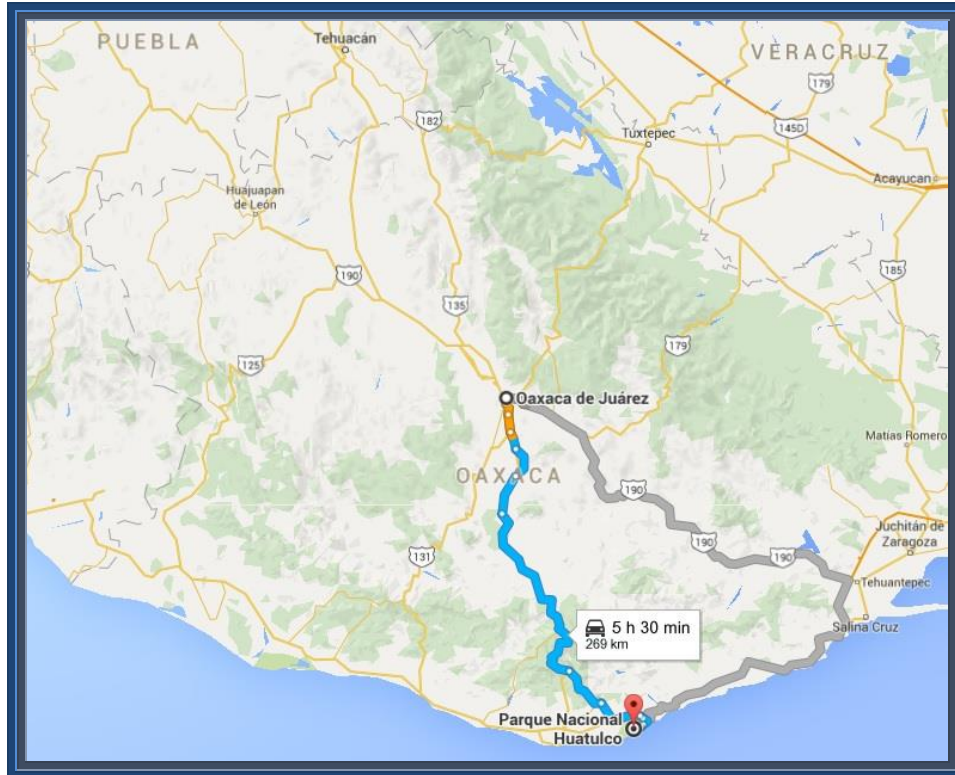 PUEBLA
Tehuacán
VERACRUZ
179
182
145D
Tuxtepec
Acayucan
Huajuapan
de León
190
185
135
179
125
Oaxaca de Juárez
Matías Romero
OAXACA
190
Juchitán de
Zaragoza
190
131
190
Tehuantepec
5 h 30 min
269 km
Salina Cruz
Parque Nacional
Huatulco